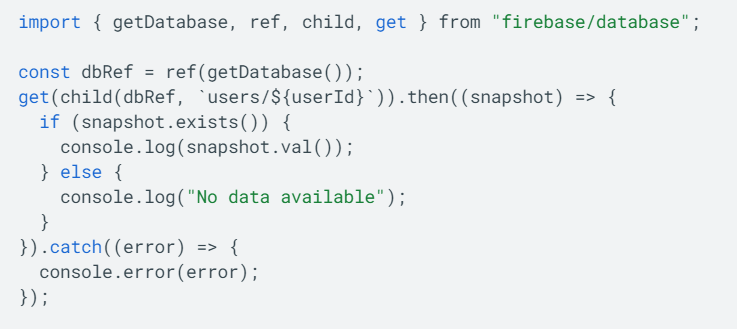 import { getDatabase, ref, child, get } from "firebase/database";

const dbRef = ref(getDatabase());
get(child(dbRef, `users/${userId}`)).then((snapshot) => {
  if (snapshot.exists()) {
    console.log(snapshot.val());
  } else {
    console.log("No data available");
  }
}).catch((error) => {
  console.error(error);
});